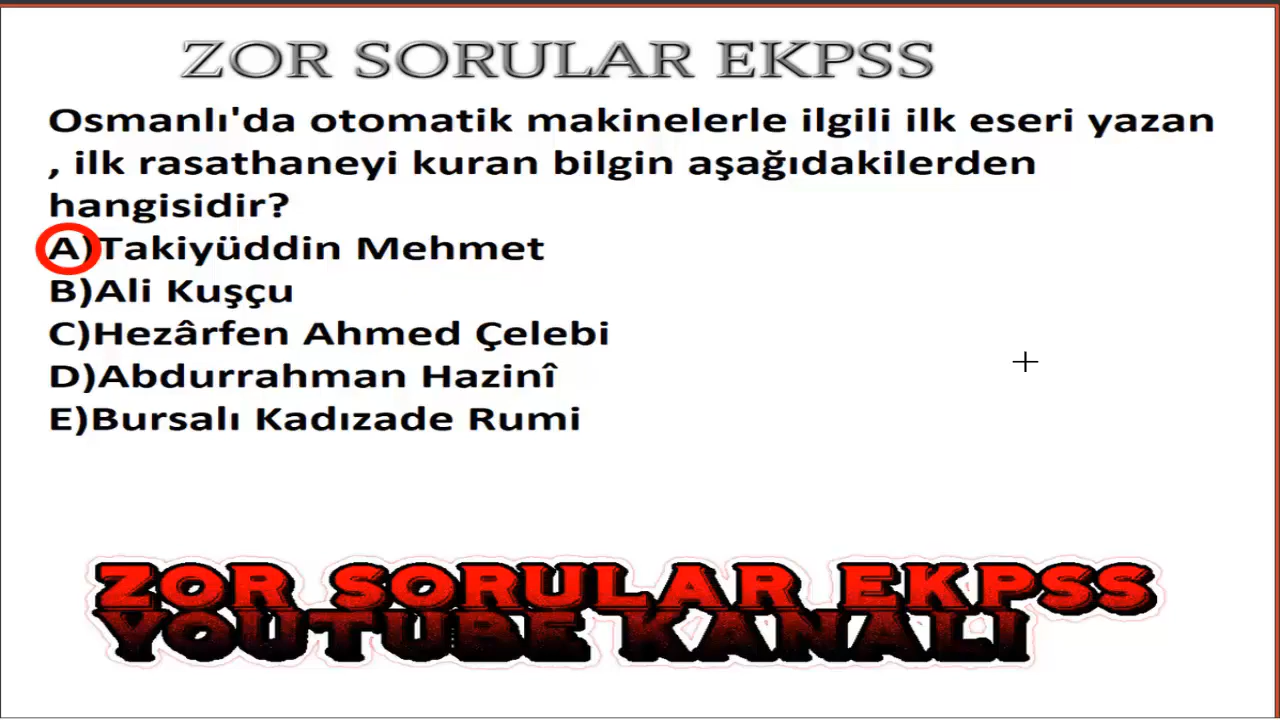 ZOR SORULAR EKPSS
Osmanlı'da otomatik makinelerle ilgili ilk eseri yazan
, ilk rasathaneyi kuran bilgin aşağıdakilerden
hangisidir?
A)Takiyüddin Mehmet
B)Ali Kuşçu
C)Hezârfen Ahmed Çelebi
D)Abdurrahman Hazinî
E)Bursalı Kadızade Rumi
ZOR SORULAR EKPSS
YOUTUBE KANALI